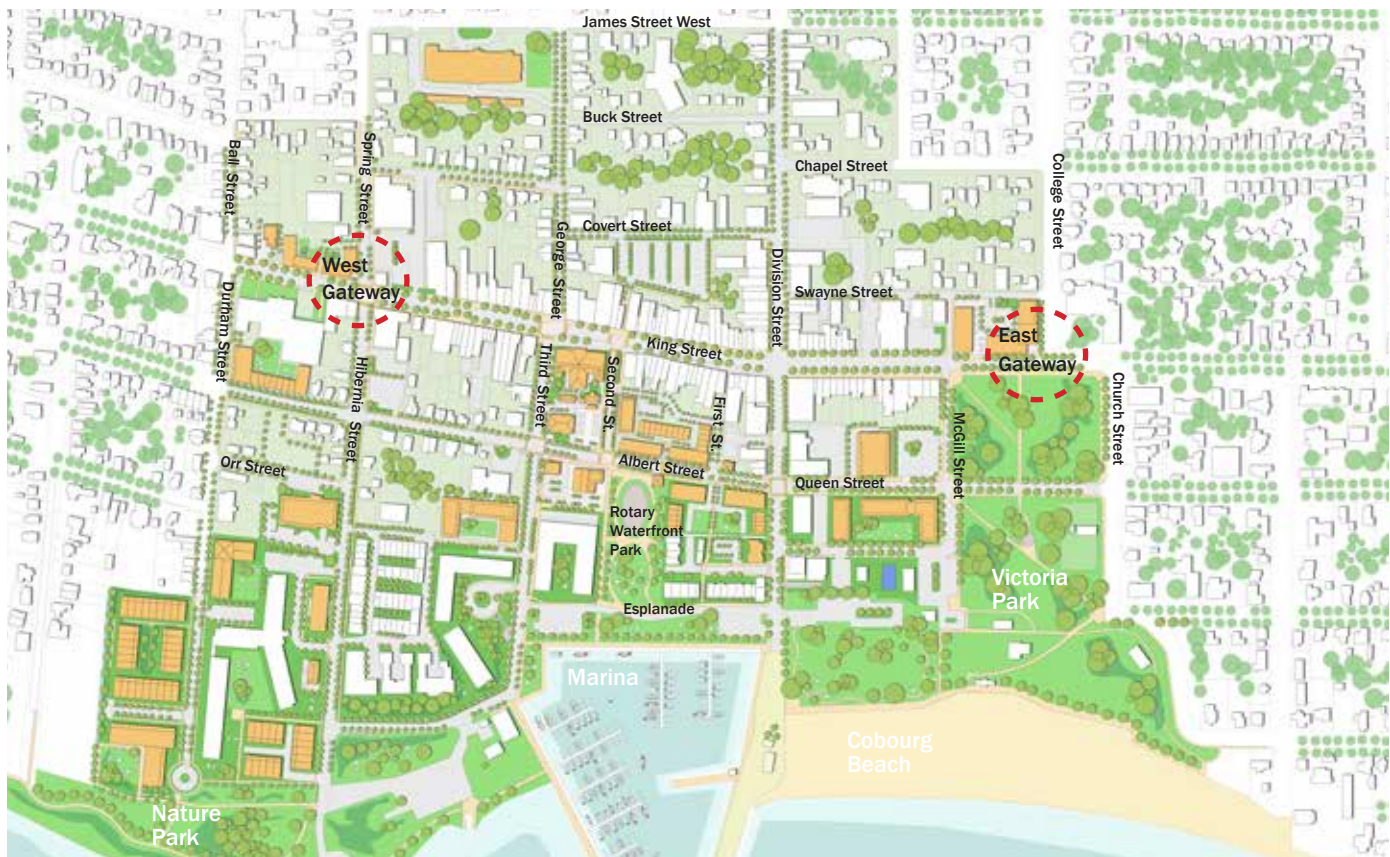 James Street West
Buck Street
Ball Street
Spring Street
Chapel Street
College Street
Covert Street
George Street
Division Street
West
Gateway
Swayne Street
Durham Street
King Street
East
Gateway
Hibernia Street
Third Street
Second St.
First St.
McGill Street
Church Street
Orr Street
Albert Street
Queen Street
Rotary
Waterfront
Park
Victoria
Park
Esplanade
Marina
Cobourg
Beach
Nature
Park